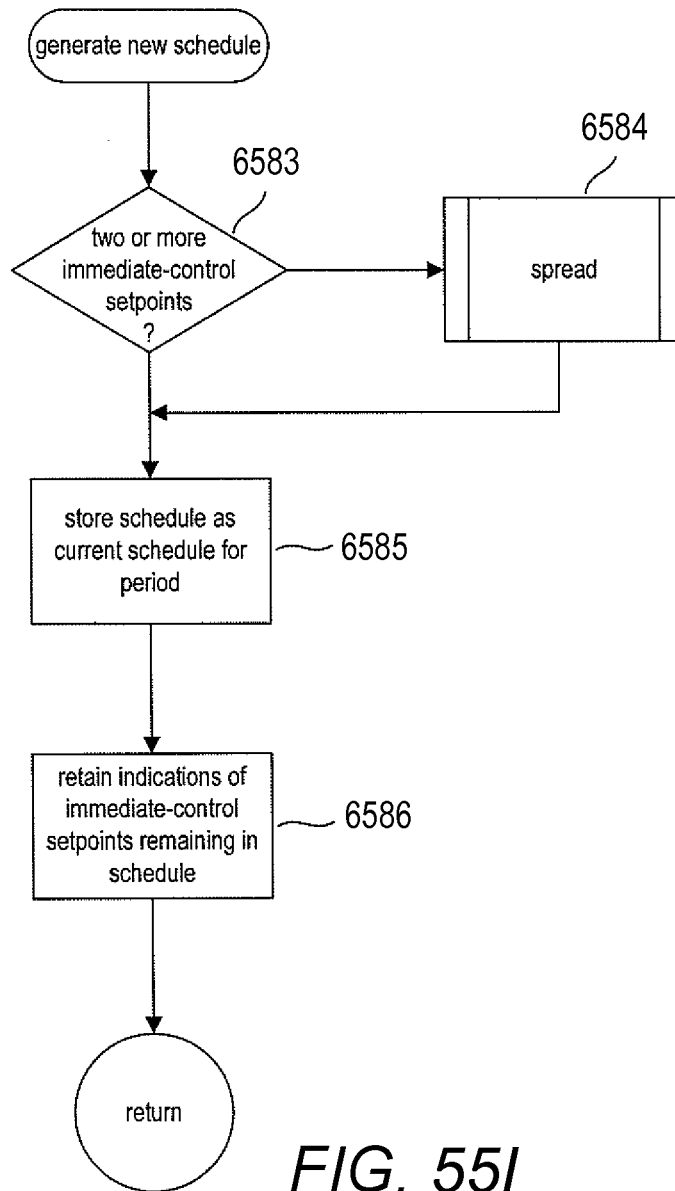 generate new schedule
6583
6584
two or more
immediate-control
setpoints
?
spread
store schedule as
current schedule for
period
6585
retain indications of
immediate-control
setpoints remaining in
schedule
6586
return
FIG. 55I